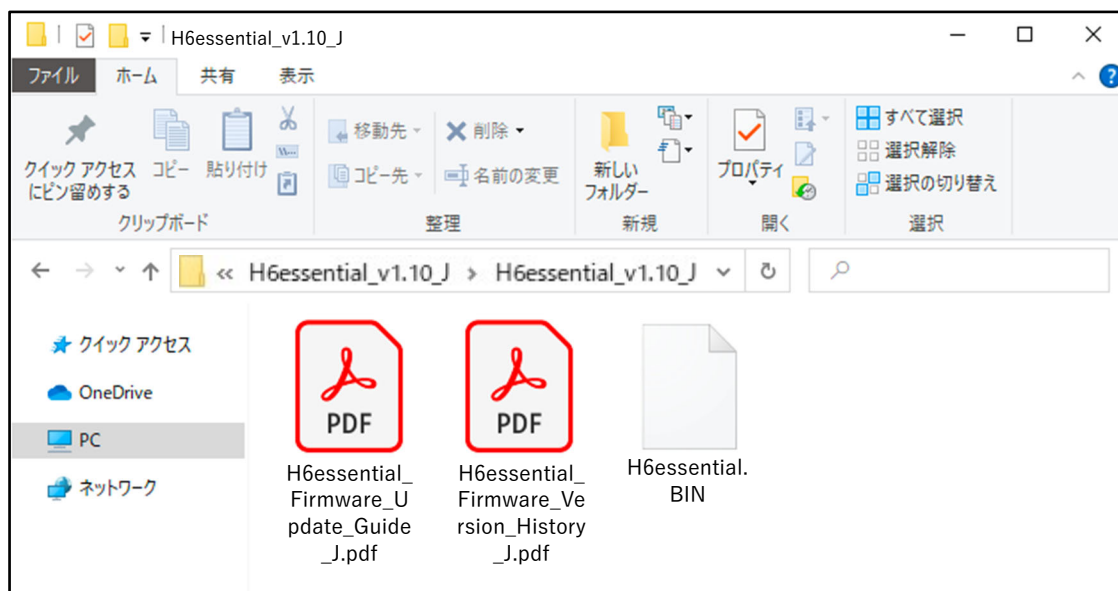 H6essential_v1.10_J
ファイル ホーム 共有 表示
クイック アクセス
にピン留めする
コピー
貼り付け
クリップボード
移動先
コピー先
削除
名前の変更
整理
新しい
フォルダー
新規
プロパティ
開く
すべて選択
選択解除
選択の切り替え
選択
« H6essential_v1.10_J › H6essential_v1.10_J
クイック アクセス
OneDrive
PC
ネットワーク
PDF
H6essential_
Firmware_U
pdate_Guide
_J.pdf
PDF
H6essential_
Firmware_Ve
rsion_History
_J.pdf
H6essential.
BIN